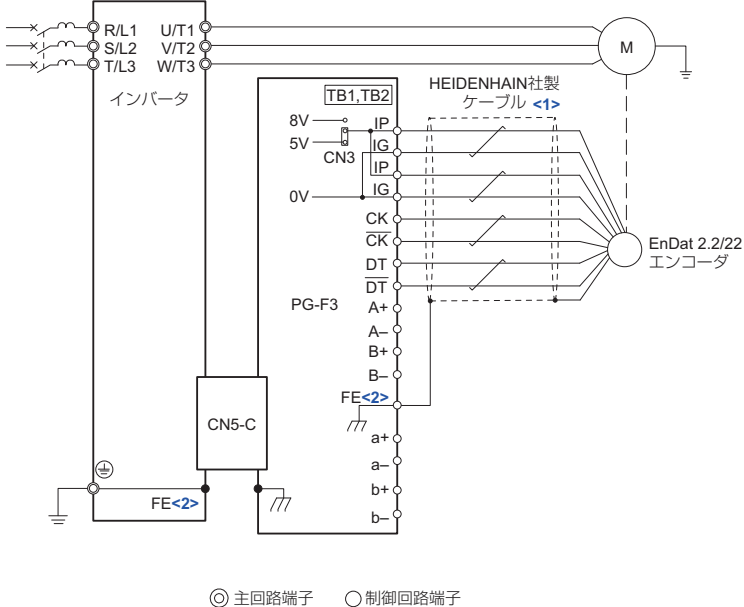 R/L1 U/T1
S/L2 V/T2
T/L3 W/T3
インバータ
M
TB1,TB2
HEIDENHAIN社製
ケーブル <1>
8V
5V
CN3
0V
IP
IG
IP
IG
CK
CK
DT
DT
EnDat 2.2/22
エンコーダ
PG-F3
A+
A–
B+
B–
FE<2>
CN5-C
a+
a–
b+
b–
FE<2>
主回路端子 制御回路端子